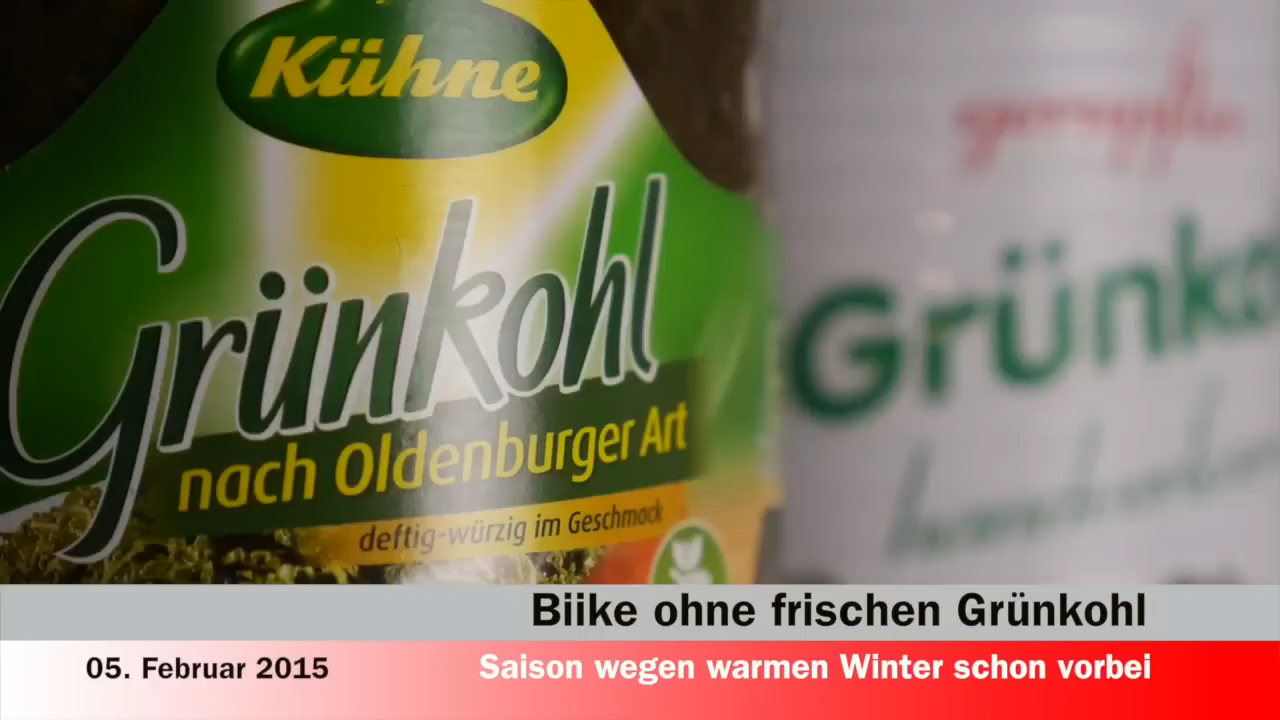 Kühne
Grünkohl
nach Oldenburger Art
deftig-würzig im Geschmack
Biike ohne frischen Grünkohl
05. Februar 2015
Saison wegen warmen Winter schon vorbei